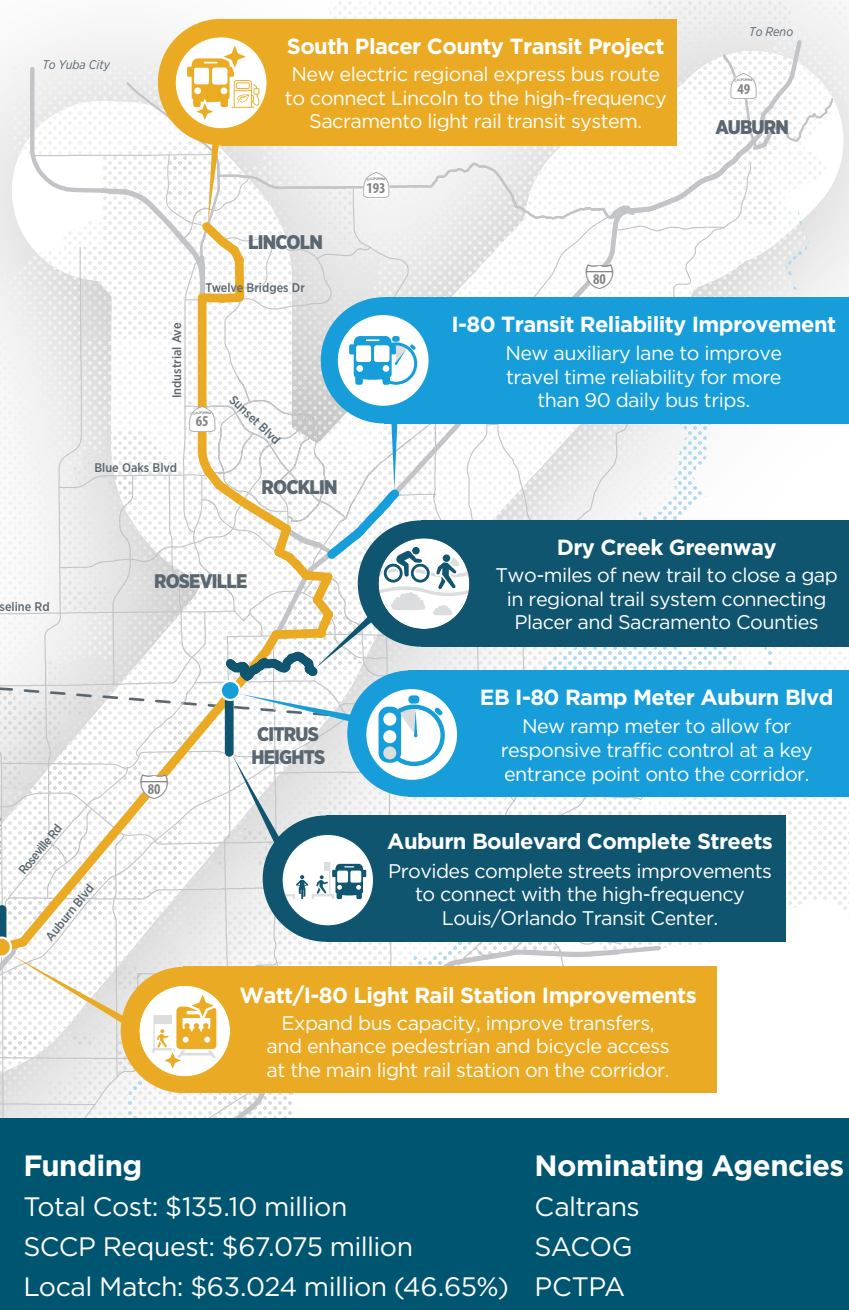 To Reno
To Yuba City
South Placer County Transit Project
New electric regional express bus route
to connect Lincoln to the high-frequency
Sacramento light rail transit system.
49
AUBURN
193
LINCOLN
80
Twelve Bridges Dr
I-80 Transit Reliability Improvement
New auxiliary lane to improve
travel time reliability for more
than 90 daily bus trips.
Industrial Ave
65
Sunset Blvd
Blue Oaks Blvd
ROCKLIN
Dry Creek Greenway
Two-miles of new trail to close a gap
in regional trail system connecting
Placer and Sacramento Counties
ROSEVILLE
seline Rd
EB I-80 Ramp Meter Auburn Blvd
New ramp meter to allow for
responsive traffic control at a key
entrance point onto the corridor.
CITRUS
HEIGHTS
80
Roseville Rd
Auburn Blvd
Auburn Boulevard Complete Streets
Provides complete streets improvements
to connect with the high-frequency
Louis/Orlando Transit Center.
Watt/I-80 Light Rail Station Improvements
Expand bus capacity, improve transfers,
and enhance pedestrian and bicycle access
at the main light rail station on the corridor.
Funding
Total Cost: $135.10 million
SCCP Request: $67.075 million
Local Match: $63.024 million (46.65%)
Nominating Agencies
Caltrans
SACOG
PCTPA